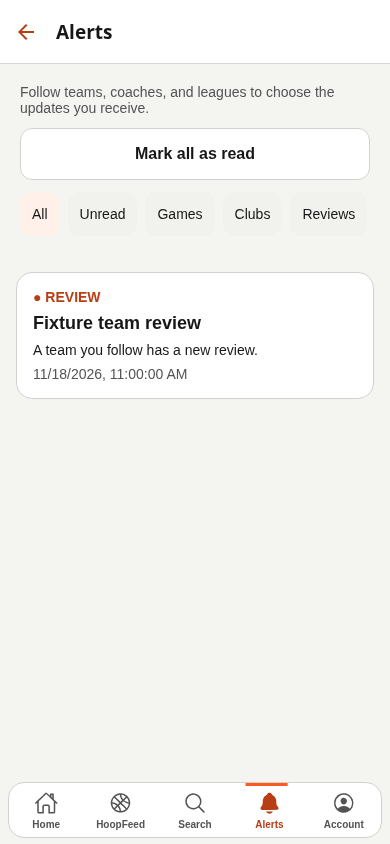 Alerts
Follow teams, coaches, and leagues to choose the
updates you receive.
Mark all as read
All
Unread
Games
Clubs
Reviews
● REVIEW
Fixture team review
A team you follow has a new review.
11/18/2026, 11:00:00 AM
Home
HoopFeed
Search
Alerts
Account